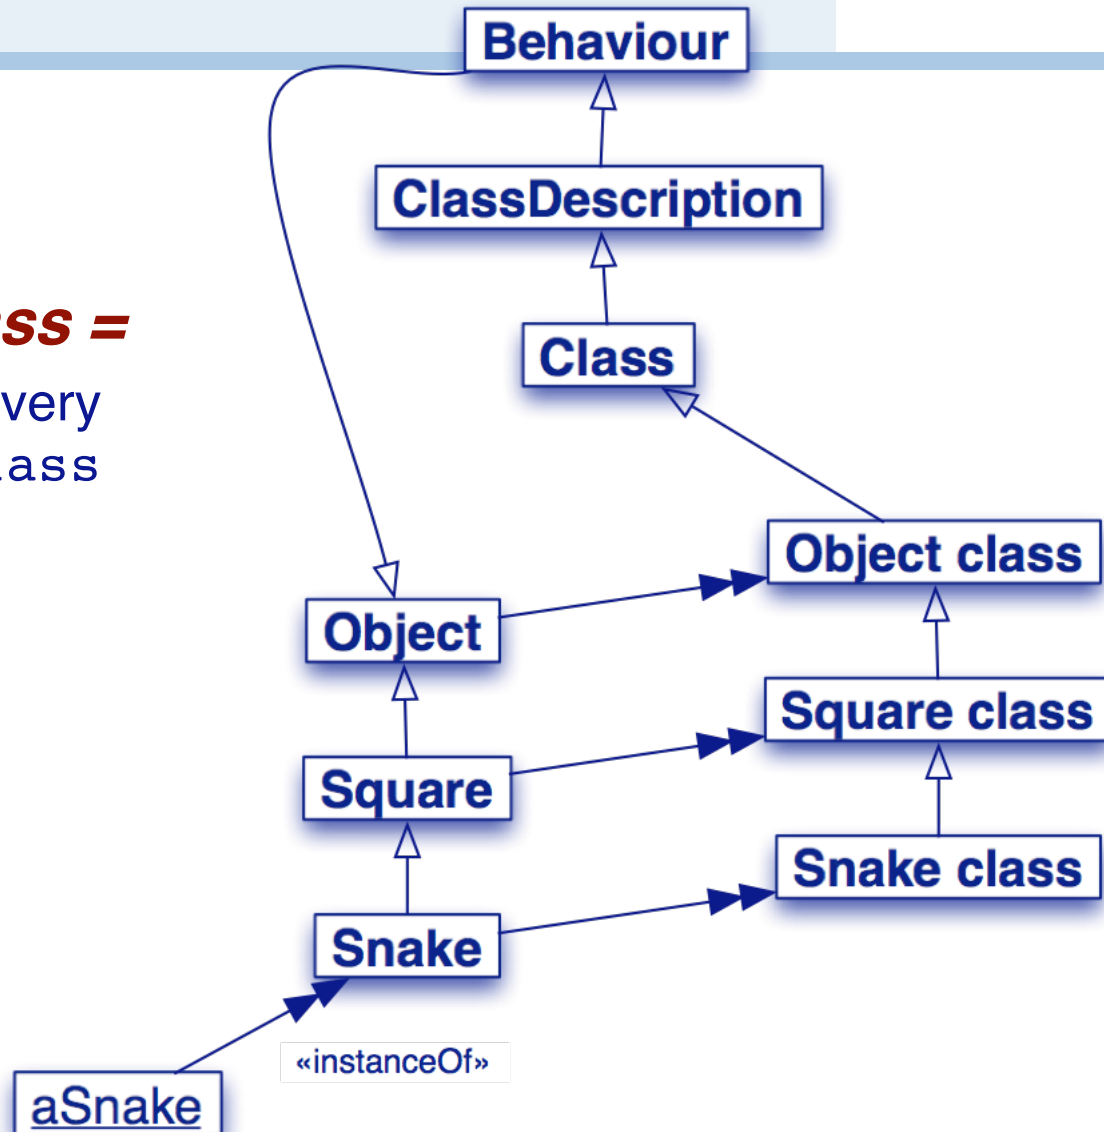 Behaviour
ClassDescription
ss =
Class
very
ass
Object class
Object
Square class
Square
Snake class
Snake
«instanceOf»
aSnake